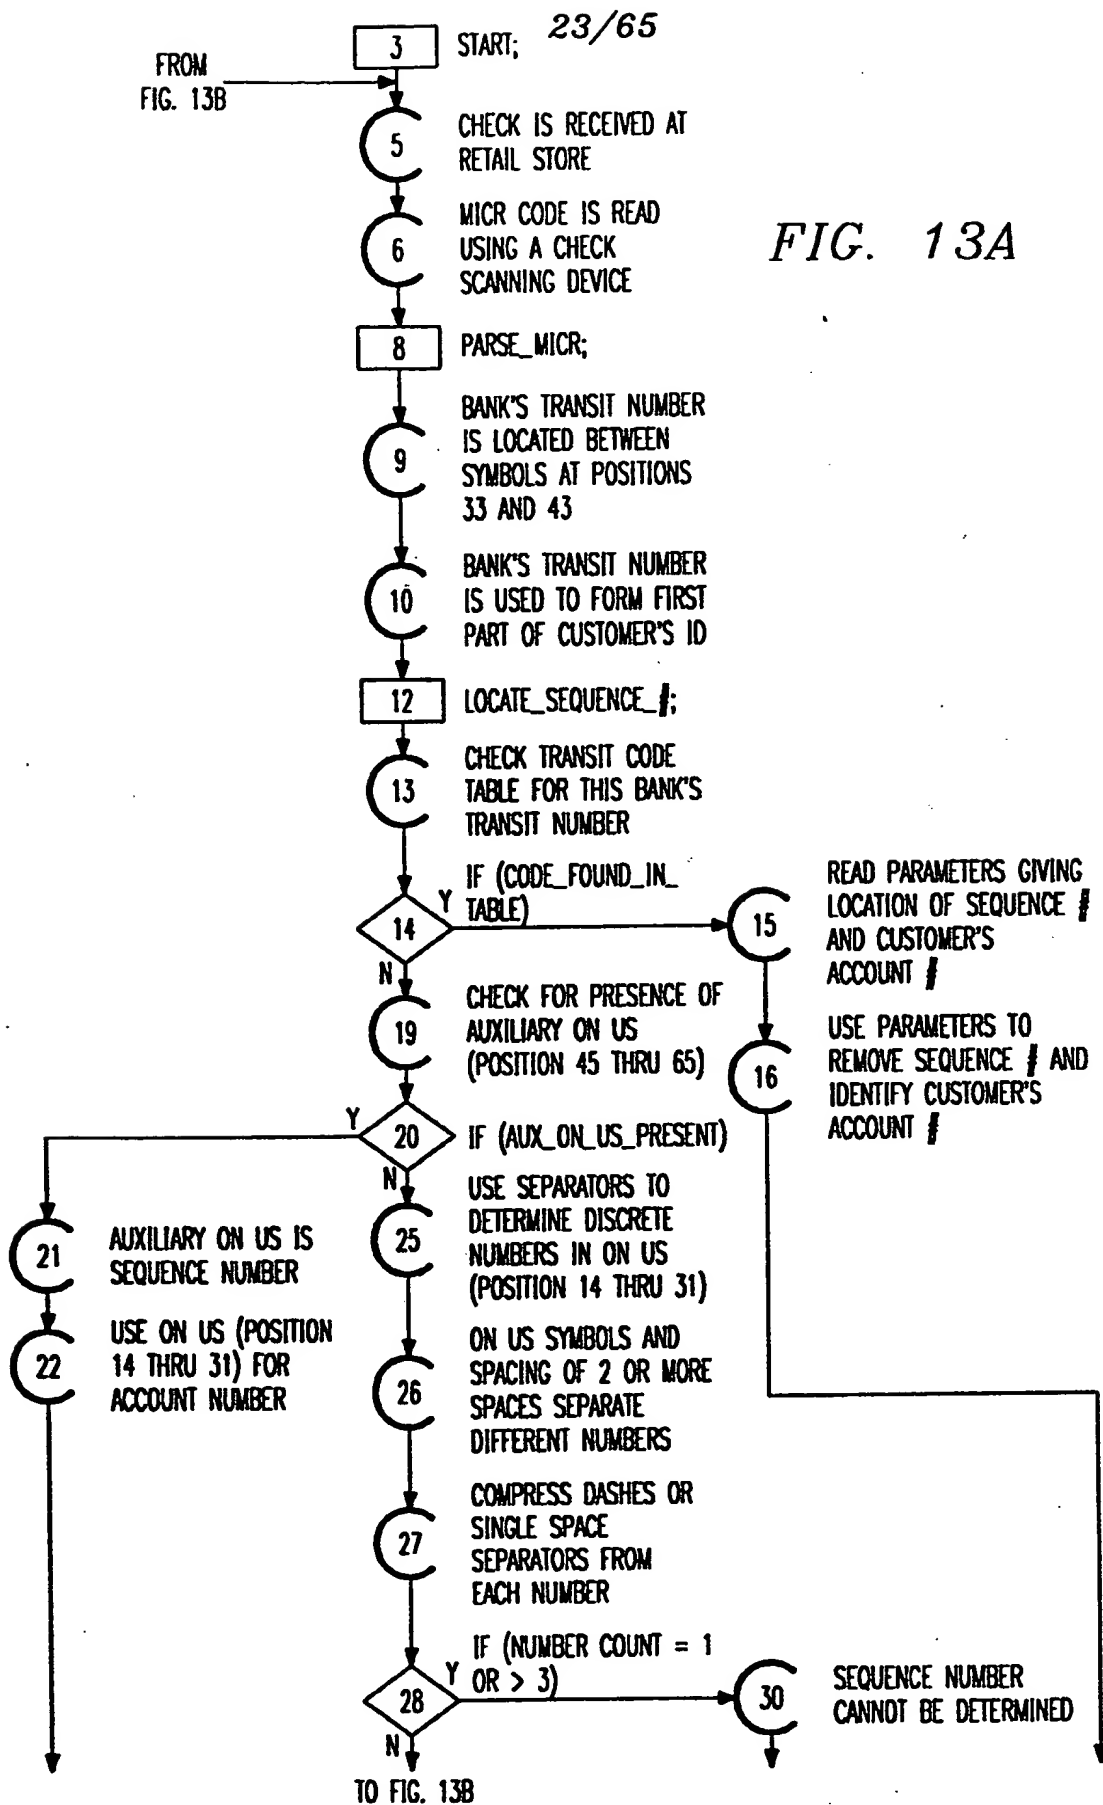 23/65
3 START;
FROM
FIG. 13B
5 CHECK IS RECEIVED AT
RETAIL STORE
6 MICR CODE IS READ
USING A CHECK
SCANNING DEVICE
FIG. 13A
8 PARSE_MICR;
9 BANK'S TRANSIT NUMBER
IS LOCATED BETWEEN
SYMBOLS AT POSITIONS
33 AND 43
10 BANK'S TRANSIT NUMBER
IS USED TO FORM FIRST
PART OF CUSTOMER'S ID
12 LOCATE_SEQUENCE_#;
13 CHECK TRANSIT CODE
TABLE FOR THIS BANK'S
TRANSIT NUMBER
14 Y IF (CODE_FOUND_IN_
TABLE)
N
15 READ PARAMETERS GIVING
LOCATION OF SEQUENCE #
AND CUSTOMER'S
ACCOUNT #
16 USE PARAMETERS TO
REMOVE SEQUENCE # AND
IDENTIFY CUSTOMER'S
ACCOUNT #
19 CHECK FOR PRESENCE OF
AUXILIARY ON US
(POSITION 45 THRU 65)
Y 20 IF (AUX_ON_US_PRESENT)
N
21 AUXILIARY ON US IS
SEQUENCE NUMBER
22 USE ON US (POSITION
14 THRU 31) FOR
ACCOUNT NUMBER
25 USE SEPARATORS TO
DETERMINE DISCRETE
NUMBERS IN ON US
(POSITION 14 THRU 31)
26 ON US SYMBOLS AND
SPACING OF 2 OR MORE
SPACES SEPARATE
DIFFERENT NUMBERS
27 COMPRESS DASHES OR
SINGLE SPACE
SEPARATORS FROM
EACH NUMBER
28 Y IF (NUMBER COUNT = 1
OR > 3)
N
30 SEQUENCE NUMBER
CANNOT BE DETERMINED
TO FIG. 13B